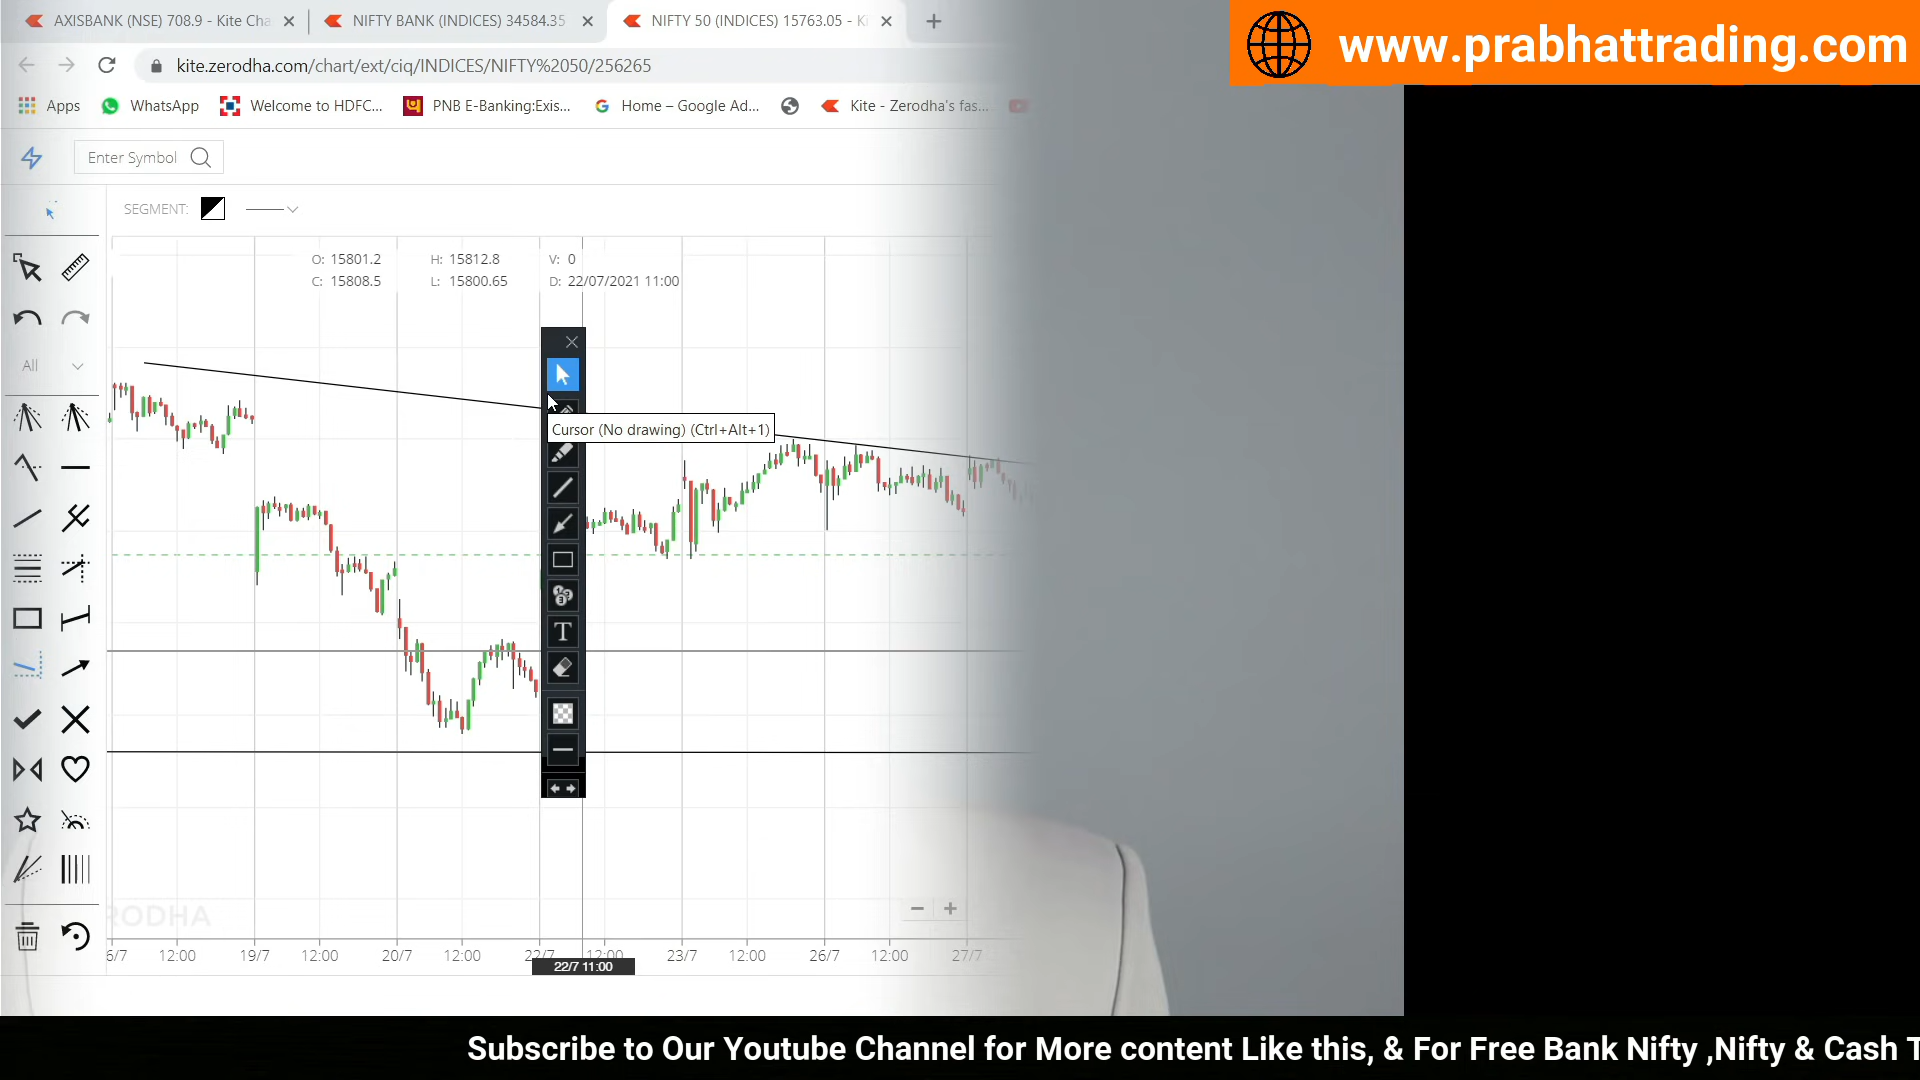 AXISBANK (NSE) 708.9 - Kite Cha
NIFTY BANK (INDICES) 34584.35
NIFTY 50 (INDICES) 15763.05 - K
www.prabhattrading.com
kite.zerodha.com/chart/ext/ciq/INDICES/NIFTY%2050/256265
Apps
WhatsApp
Welcome to HDFC...
PNB E-Banking:Exis...
Home – Google Ad...
Kite - Zerodha's fas...
Enter Symbol
SEGMENT:
O: 15801.2 H: 15812.8 V: 0
C: 15808.5 L: 15800.65 D: 22/07/2021 11:00
All
Cursor (No drawing) (Ctrl+Alt+1)
T
RODHA
6/7 12:00 19/7 12:00 20/7 12:00 22/7 12:00 23/7 12:00 26/7 12:00 27/7
22/7 11:00
Subscribe to Our Youtube Channel for More content Like this, & For Free Bank Nifty ,Nifty & Cash T